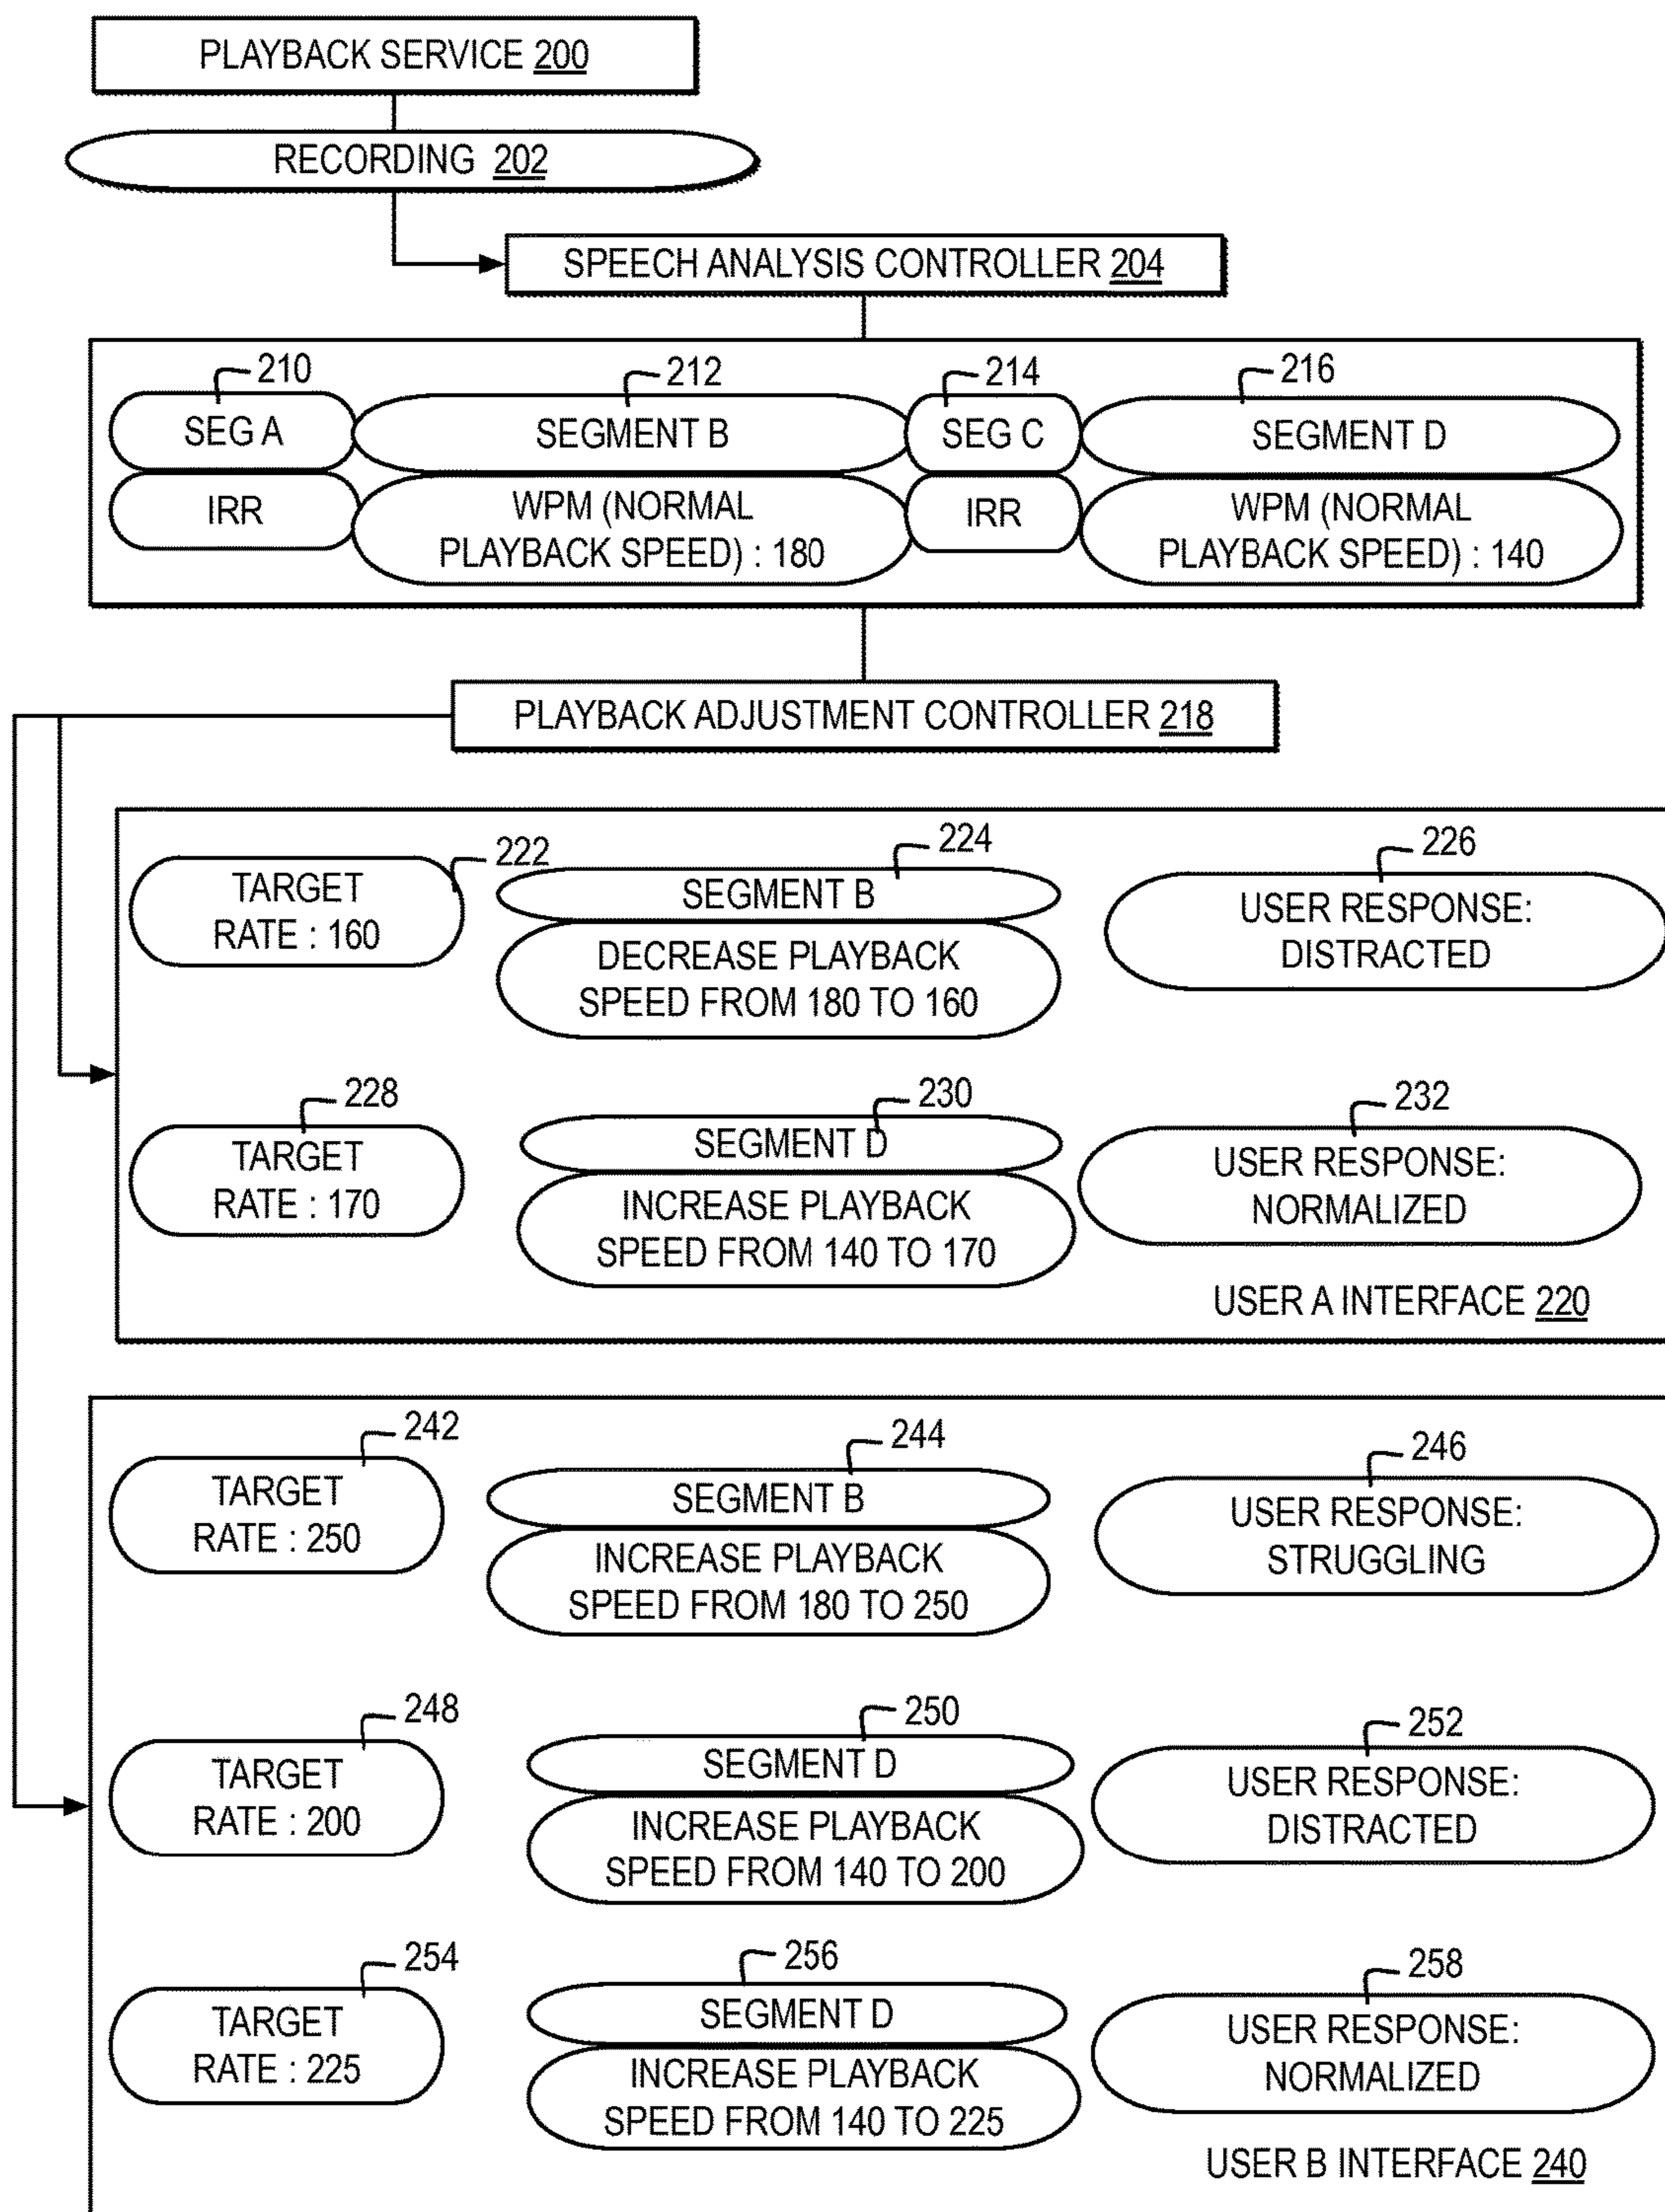 PLAYBACK SERVICE 200
RECORDING 202
SPEECH ANALYSIS CONTROLLER 204
210
212
214
216
SEG A
SEGMENT B
SEG C
SEGMENT D
IRR
WPM (NORMAL
PLAYBACK SPEED) : 180
IRR
WPM (NORMAL
PLAYBACK SPEED) : 140
PLAYBACK ADJUSTMENT CONTROLLER 218
222
224
226
TARGET
RATE : 160
SEGMENT B
DECREASE PLAYBACK
SPEED FROM 180 TO 160
USER RESPONSE:
DISTRACTED
228
230
232
TARGET
RATE : 170
SEGMENT D
INCREASE PLAYBACK
SPEED FROM 140 TO 170
USER RESPONSE:
NORMALIZED
USER A INTERFACE 220
242
244
246
TARGET
RATE : 250
SEGMENT B
INCREASE PLAYBACK
SPEED FROM 180 TO 250
USER RESPONSE:
STRUGGLING
248
250
252
TARGET
RATE : 200
SEGMENT D
INCREASE PLAYBACK
SPEED FROM 140 TO 200
USER RESPONSE:
DISTRACTED
254
256
258
TARGET
RATE : 225
SEGMENT D
INCREASE PLAYBACK
SPEED FROM 140 TO 225
USER RESPONSE:
NORMALIZED
USER B INTERFACE 240